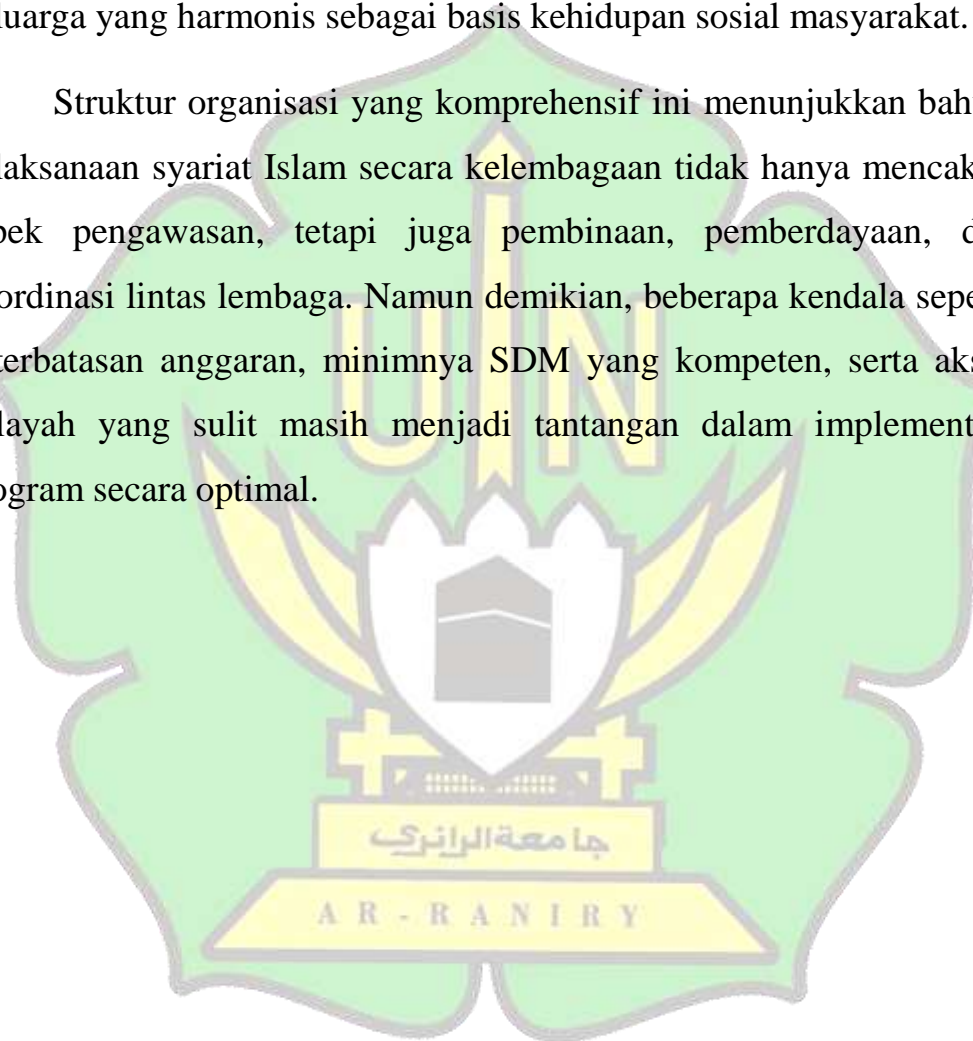 luarga yang harmonis sebagai basis kehidupan sosial masyarakat.
Struktur organisasi yang komprehensif ini menunjukkan bah
laksanaan syariat Islam secara kelembagaan tidak hanya mencak
pek pengawasan, tetapi juga pembinaan, pemberdayaan, d
ordinasi lintas lembaga. Namun demikian, beberapa kendala sepe
terbatasan anggaran, minimnya SDM yang kompeten, serta aks
layah yang sulit masih menjadi tantangan dalam implement
ogram secara optimal.
UIN
جامعةالرانري
AR-RANIRY